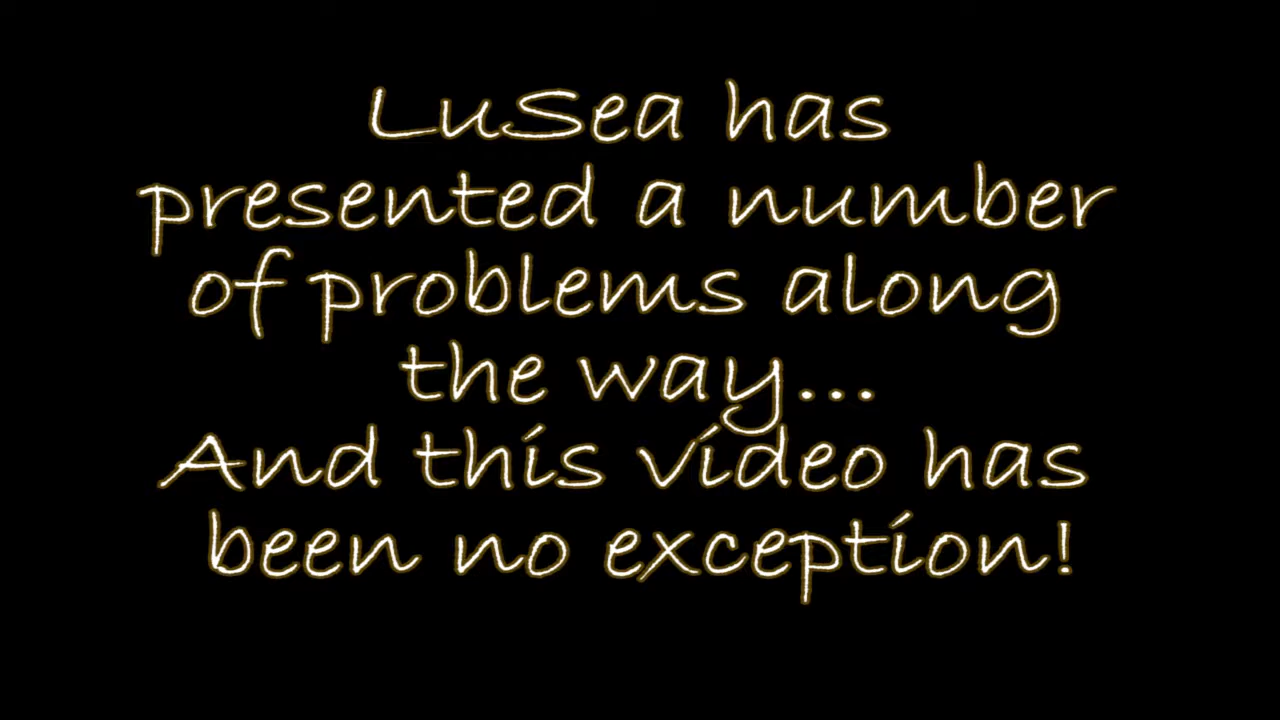 LuSea has
presented a number
of problems along
the way...
And this video has
been no exception!